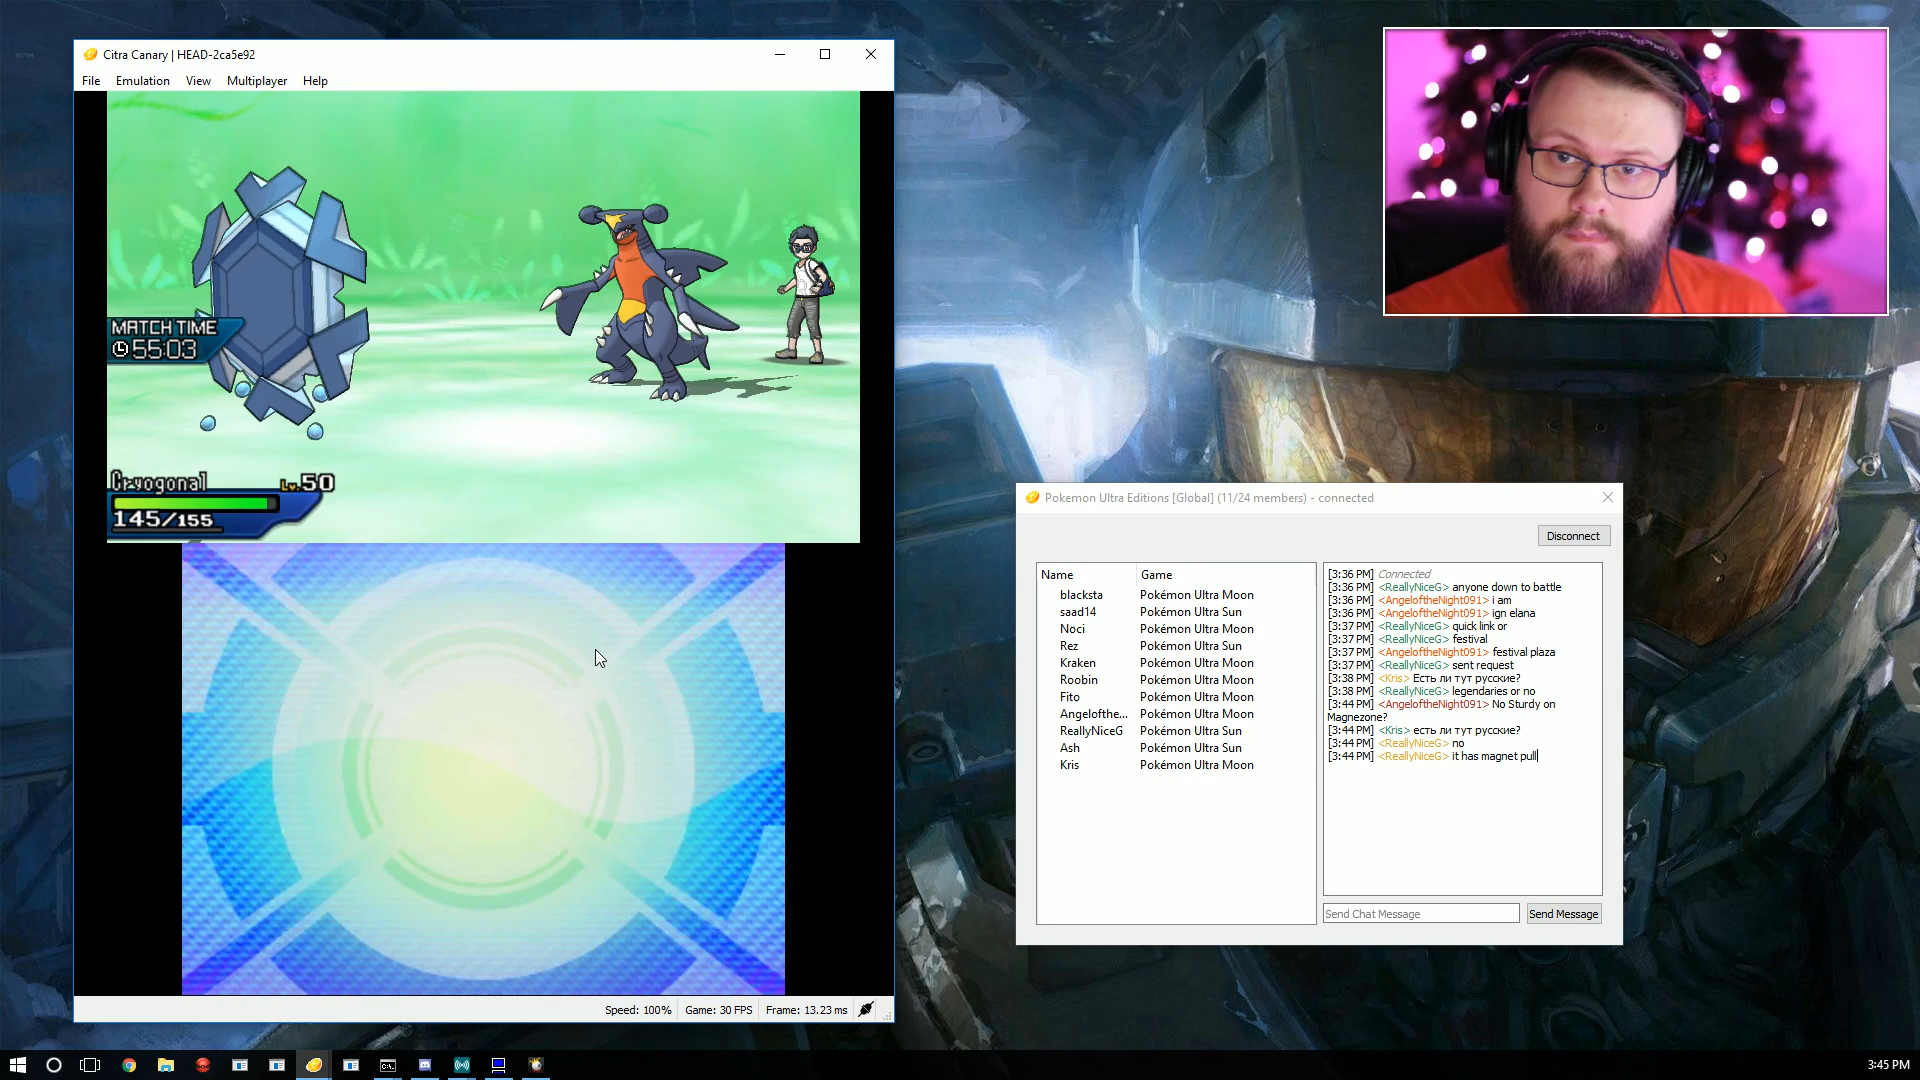 Citra Canary | HEAD-2ca5e92
File Emulation View Multiplayer Help
MATCH TIME
55:03
Cryogonal Lv.50
145/155
Speed: 100% Game: 30 FPS Frame: 13.23 ms
audio-technica
Pokemon Ultra Editions [Global] (11/24 members) - connected
Disconnect
Name Game
blacksta Pokémon Ultra Moon
saad14 Pokémon Ultra Sun
Noci Pokémon Ultra Moon
Rez Pokémon Ultra Sun
Kraken Pokémon Ultra Moon
Roobin Pokémon Ultra Moon
Fito Pokémon Ultra Moon
Angelofthe... Pokémon Ultra Moon
ReallyNiceG Pokémon Ultra Sun
Ash Pokémon Ultra Sun
Kris Pokémon Ultra Moon
[3:36 PM] Connected
[3:36 PM] <ReallyNiceG> anyone down to battle
[3:36 PM] <AngeloftheNight091> i am
[3:36 PM] <AngeloftheNight091> ign elana
[3:37 PM] <ReallyNiceG> quick link or
[3:37 PM] <ReallyNiceG> festival
[3:37 PM] <AngeloftheNight091> festival plaza
[3:37 PM] <ReallyNiceG> sent request
[3:38 PM] <Kris> Есть ли тут русские?
[3:38 PM] <ReallyNiceG> legendaries or no
[3:44 PM] <AngeloftheNight091> No Sturdy on
Magnezone?
[3:44 PM] <Kris> есть ли тут русские?
[3:44 PM] <ReallyNiceG> no
[3:44 PM] <ReallyNiceG> it has magnet pull
Send Chat Message Send Message
3:45 PM